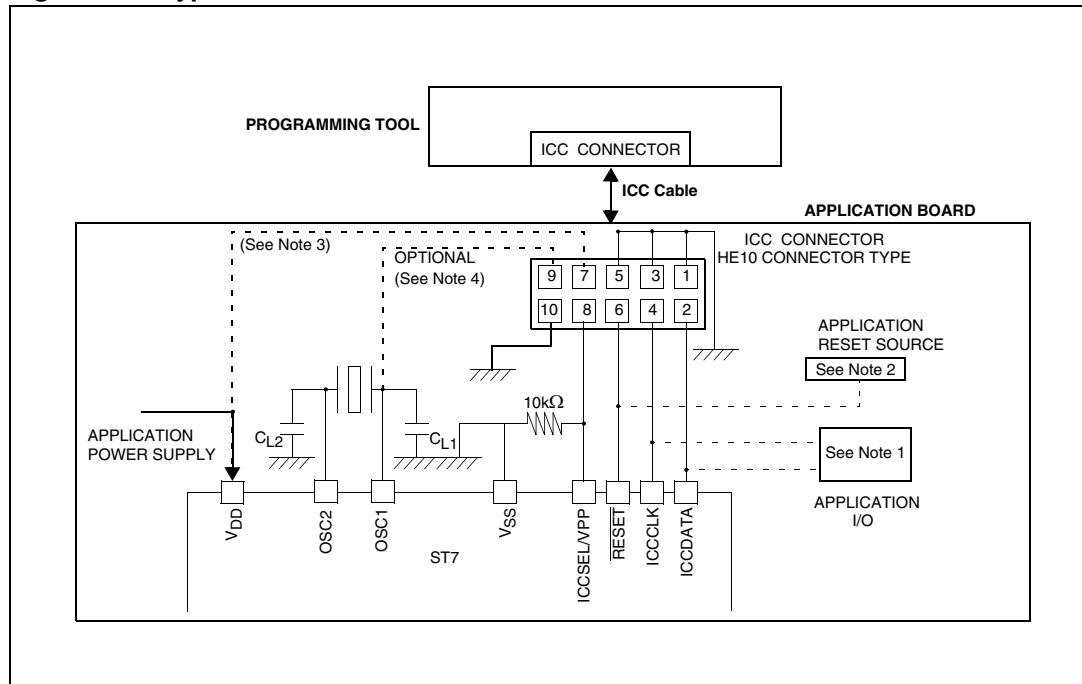 PROGRAMMING TOOL
ICC CONNECTOR
ICC Cable
APPLICATION BOARD
(See Note 3)
OPTIONAL
(See Note 4)
ICC CONNECTOR
HE10 CONNECTOR TYPE
9 7 5 3 1
10 8 6 4 2
APPLICATION
RESET SOURCE
See Note 2
10kΩ
APPLICATION
POWER SUPPLY
CL2
CL1
See Note 1
APPLICATION
I/O
VDD
OSC2
OSC1
VSS
ICCSEL/VPP
RESET
ICCCLK
ICCDATA
ST7